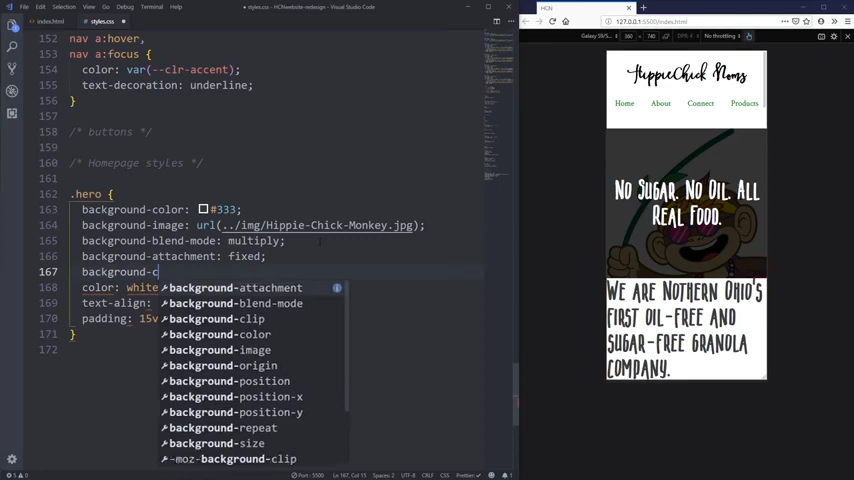 File Edit Selection View Go Debug Terminal Help
● styles.css - HCNwebsite-redesign - Visual Studio Code
index.html
styles.css ●
152 nav a:hover,
153 nav a:focus {
154 color: var(--clr-accent);
155 text-decoration: underline;
156 }
157
158 /* buttons */
159
160 /* Homepage styles */
161
162 .hero {
163 background-color: #333;
164 background-image: url(../img/Hippie-Chick-Monkey.jpg);
165 background-blend-mode: multiply;
166 background-attachment: fixed;
167 background-c
168 color: white
169 text-align:
170 padding: 15v
171 }
172
background-attachment
background-blend-mode
background-clip
background-color
background-image
background-origin
background-position
background-position-x
background-position-y
background-repeat
background-size
-moz-background-clip
5 0
Port : 5500
Ln 167, Col 15
Spaces: 2
UTF-8
CRLF
CSS
Prettier
HCN
127.0.0.1:5500/index.html
Galaxy S9/S...
360 × 740
DPR: 4
No throttling
HippieChick Noms
Home About Connect Products
No Sugar. No Oil. All
Real Food.
We are Nothern Ohio's
first oil-free and
sugar-free granola
company.